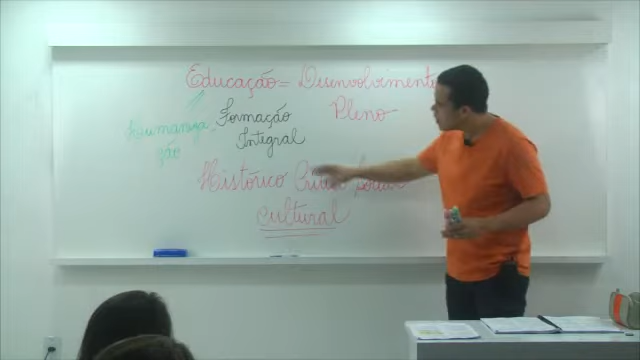 Educação = Desenvolvimento
Pleno
Formação
Integral
Humaniza-
ção
Histórico
cultural